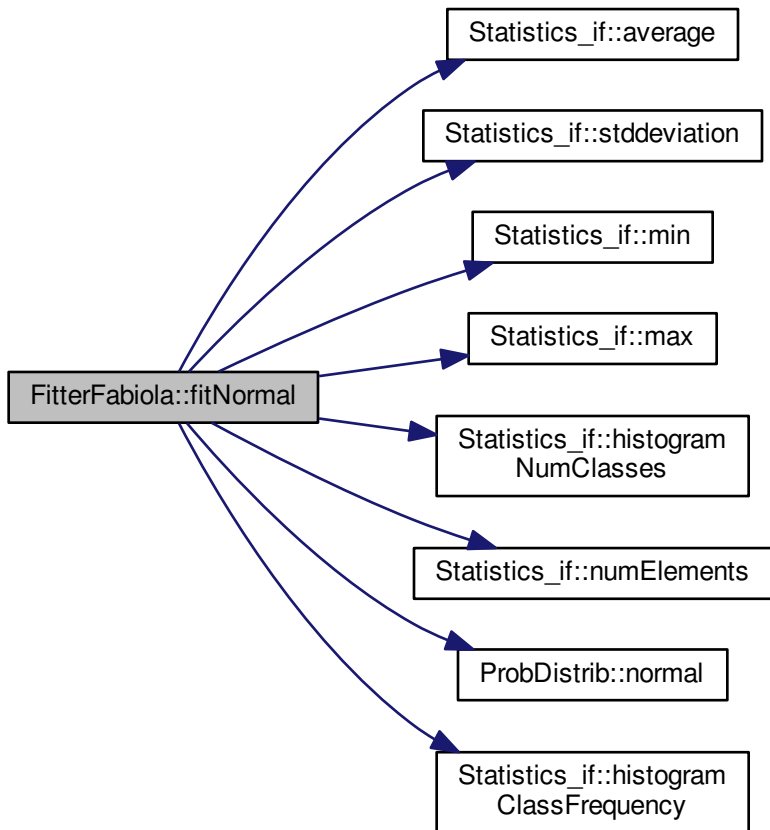 Statistics_if::average
Statistics_if::stddeviation
Statistics_if::min
Statistics_if::max
FitterFabiola::fitNormal
Statistics_if::histogram
NumClasses
Statistics_if::numElements
ProbDistrib::normal
Statistics_if::histogram
ClassFrequency